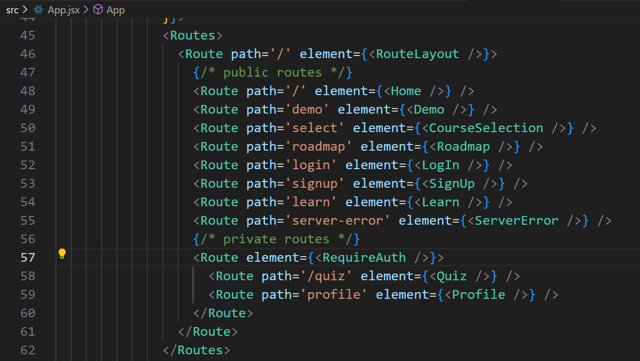 src > App.jsx > App
44 }}>
45 <Routes>
46 <Route path='/' element={<RouteLayout />}>
47 {/* public routes */}
48 <Route path='/' element={<Home />} />
49 <Route path='demo' element={<Demo />} />
50 <Route path='select' element={<CourseSelection />} />
51 <Route path='roadmap' element={<Roadmap />} />
52 <Route path='login' element={<LogIn />} />
53 <Route path='signup' element={<SignUp />} />
54 <Route path='learn' element={<Learn />} />
55 <Route path='server-error' element={<ServerError />} />
56 {/* private routes */}
57 <Route element={<RequireAuth />}>
58 <Route path='/quiz' element={<Quiz />} />
59 <Route path='profile' element={<Profile />} />
60 </Route>
61 </Route>
62 </Routes>